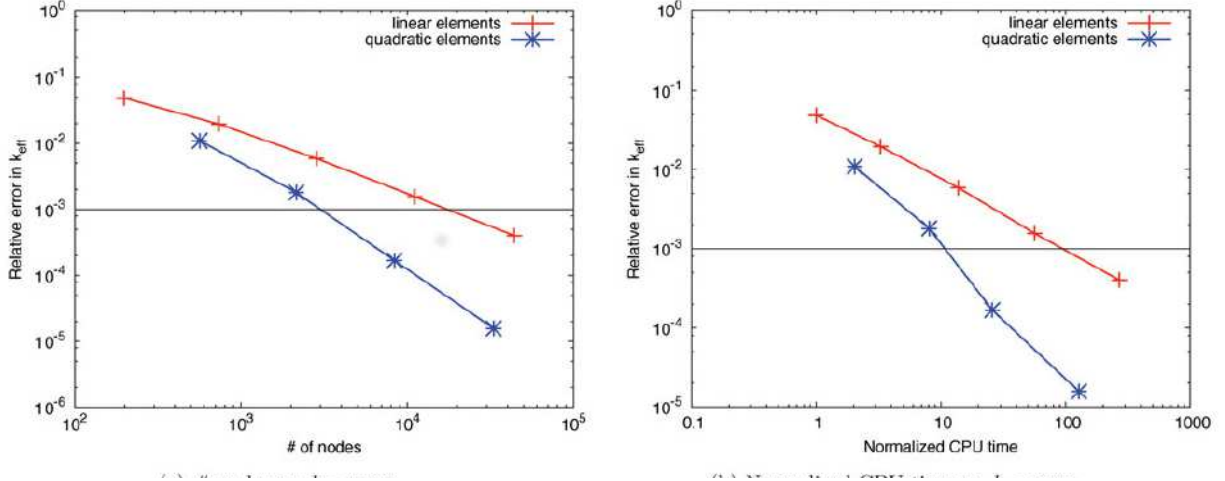 10^0
10^-1
10^-2
10^-3
10^-4
10^-5
10^-6
Relative error in k_eff
linear elements
quadratic elements
10^2
10^3
10^4
10^5
# of nodes
10^0
10^-1
10^-2
10^-3
10^-4
10^-5
Relative error in k_eff
linear elements
quadratic elements
0.1
1
10
100
1000
Normalized CPU time